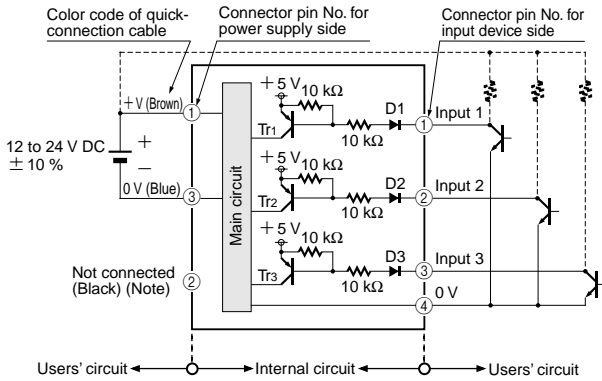 Color code of quick-
connection cable
Connector pin No. for
power supply side
Connector pin No. for
input device side
+V (Brown)
1
12 to 24 V DC
± 10 %
+
−
0 V (Blue)
3
Not connected
(Black) (Note)
2
Main circuit
+5 V
10 kΩ
Tr1
10 kΩ
D1
1
Input 1
+5 V
10 kΩ
Tr2
10 kΩ
D2
2
Input 2
+5 V
10 kΩ
Tr3
10 kΩ
D3
3
Input 3
4
0 V
Users' circuit
Internal circuit
Users' circuit